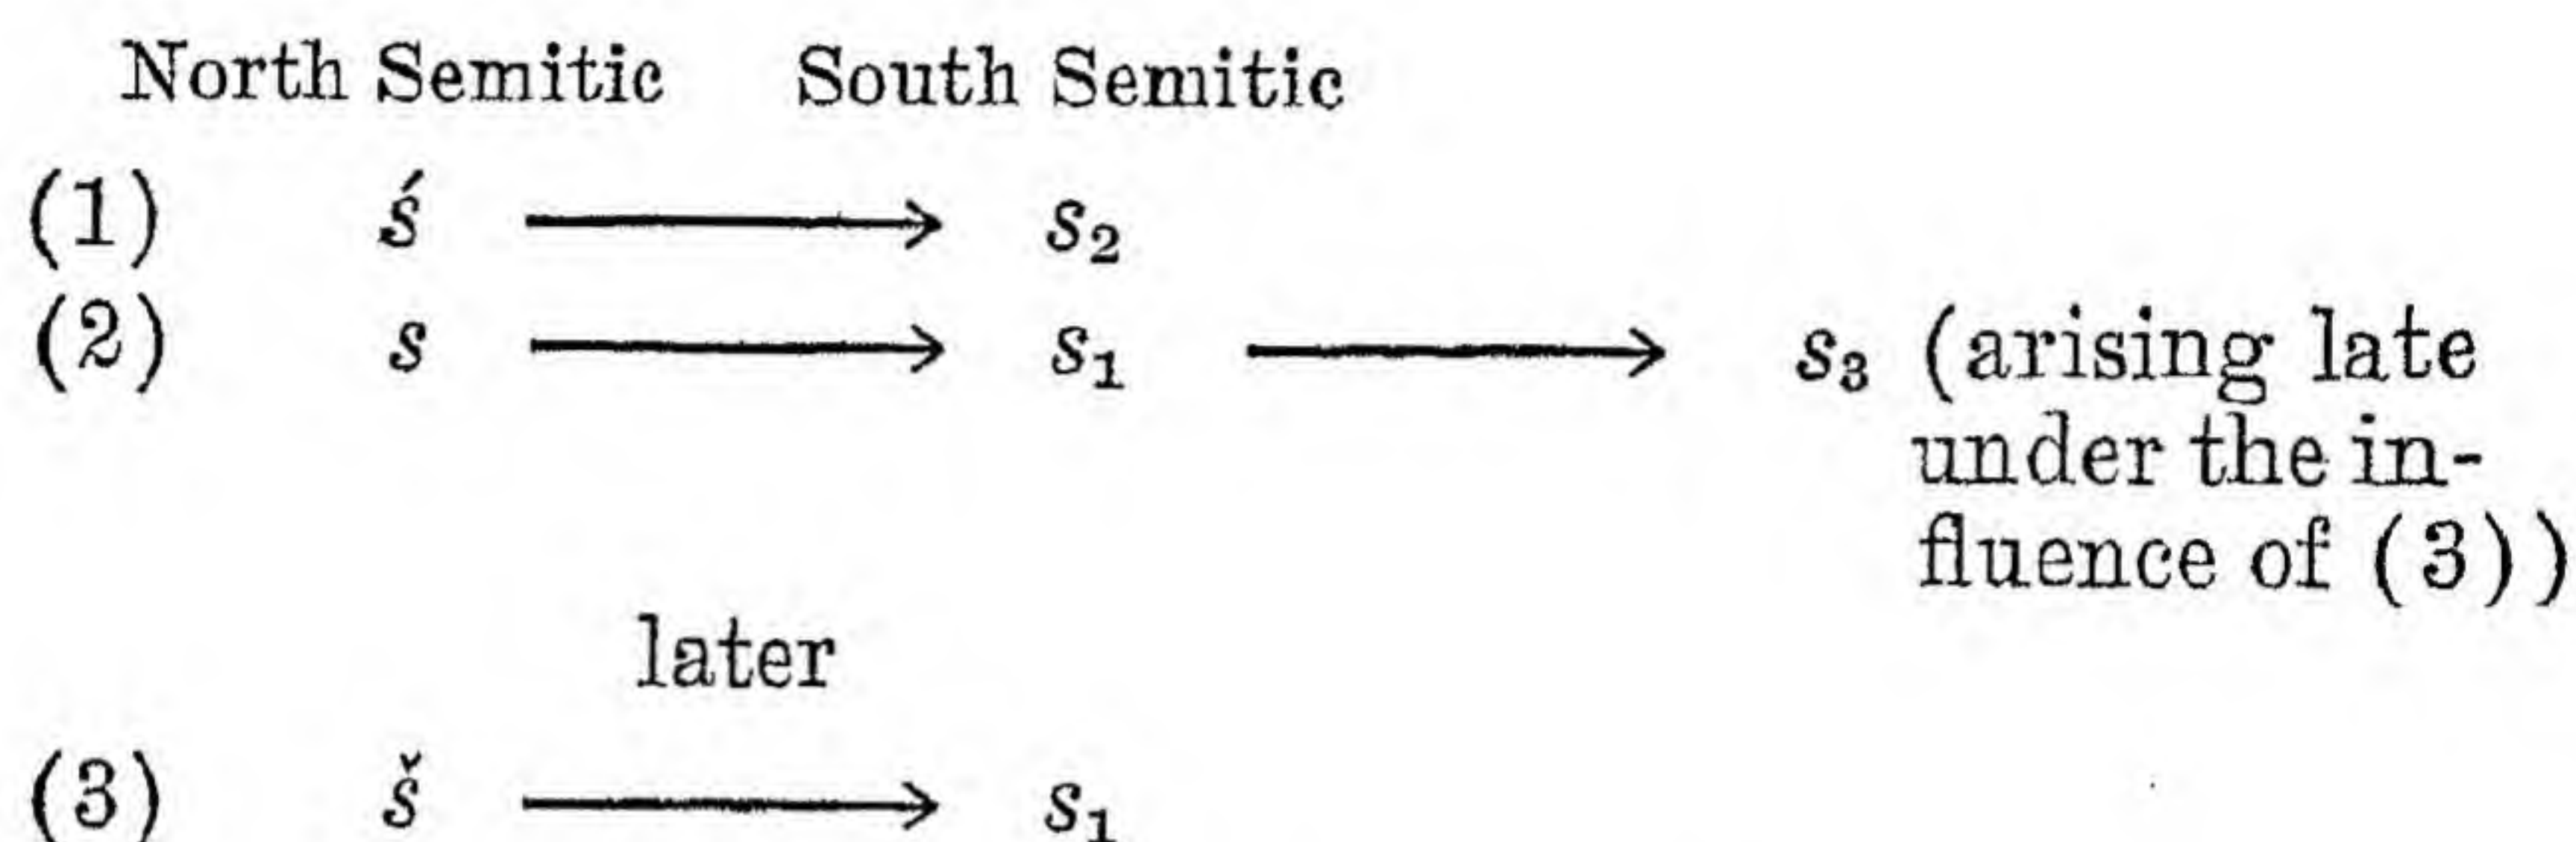 North Semitic South Semitic
(1) ś ⟶ s₂
(2) s ⟶ s₁ ⟶ s₃ (arising late
under the in-
fluence of (3))
later
(3) š ⟶ s₁